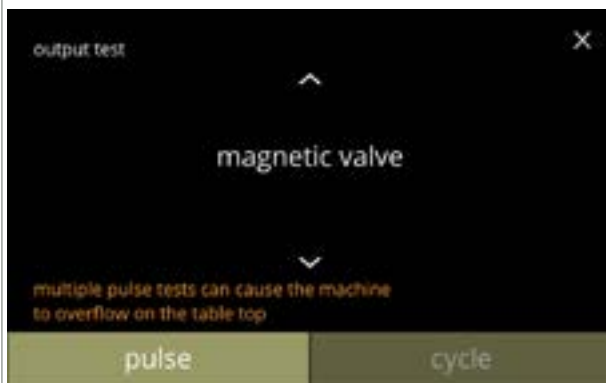 output test
magnetic valve
multiple pulse tests can cause the machine
to overflow on the table top
pulse
cycle